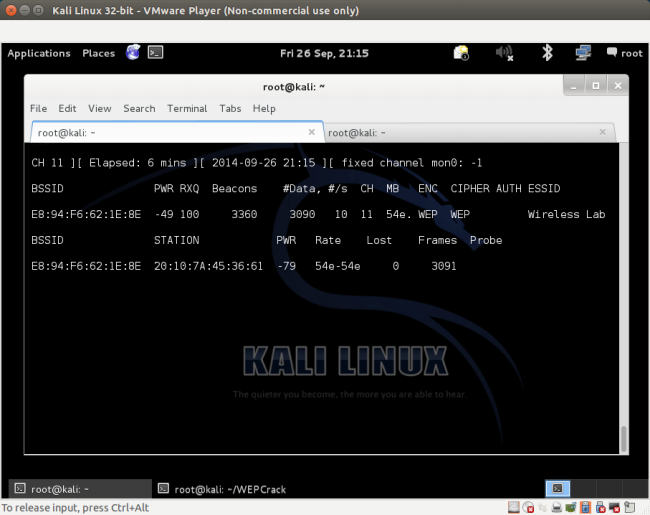 Kali Linux 32-bit - VMware Player (Non-commercial use only)
Applications Places Fri 26 Sep, 21:15 root
root@kali: ~
File Edit View Search Terminal Tabs Help
root@kali: ~ root@kali: ~
CH 11 ][ Elapsed: 6 mins ][ 2014-09-26 21:15 ][ fixed channel mon0: -1
BSSID PWR RXQ Beacons #Data, #/s CH MB ENC CIPHER AUTH ESSID
E8:94:F6:62:1E:8E -49 100 3360 3090 10 11 54e. WEP WEP Wireless Lab
BSSID STATION PWR Rate Lost Frames Probe
E8:94:F6:62:1E:8E 20:10:7A:45:36:61 -79 54e-54e 0 3091
KALI LINUX
The quieter you become, the more you are able to hear.
root@kali: ~ root@kali: ~/WEPCrack
To release input, press Ctrl+Alt